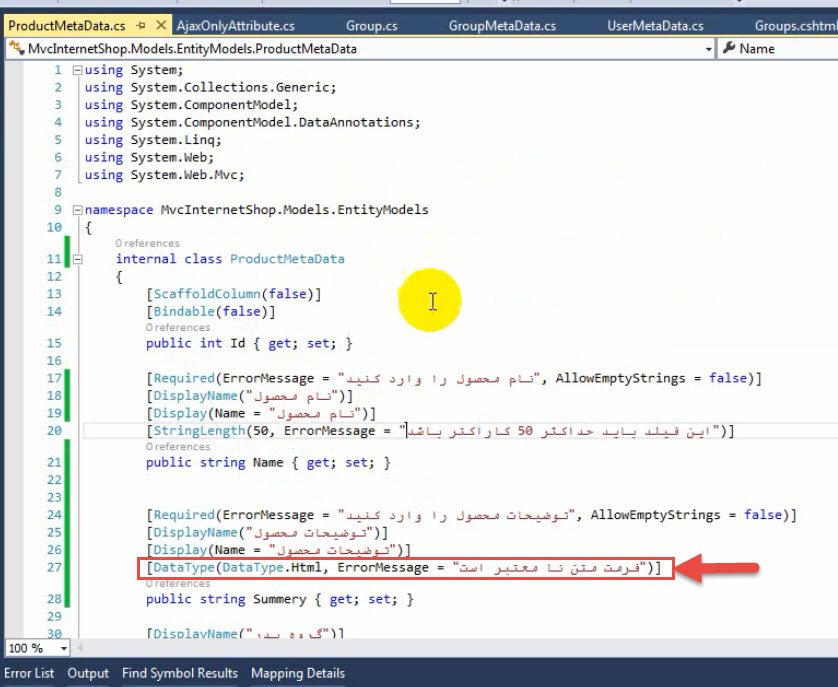 ProductMetaData.cs AjaxOnlyAttribute.cs Group.cs GroupMetaData.cs UserMetaData.cs Groups.cshtml
MvcInternetShop.Models.EntityModels.ProductMetaData Name
1 using System;
2 using System.Collections.Generic;
3 using System.ComponentModel;
4 using System.ComponentModel.DataAnnotations;
5 using System.Linq;
6 using System.Web;
7 using System.Web.Mvc;
8
9 namespace MvcInternetShop.Models.EntityModels
10 {
0 references
11 internal class ProductMetaData
12 {
13 [ScaffoldColumn(false)]
14 [Bindable(false)]
0 references
15 public int Id { get; set; }
16
17 [Required(ErrorMessage = "نام محصول را وارد کنید", AllowEmptyStrings = false)]
18 [DisplayName("نام محصول")]
19 [Display(Name = "نام محصول")]
20 [StringLength(50, ErrorMessage = "این فیلد باید حداکثر 50 کاراکتر باشد")]
0 references
21 public string Name { get; set; }
22
23
24 [Required(ErrorMessage = "توضیحات محصول را وارد کنید", AllowEmptyStrings = false)]
25 [DisplayName("توضیحات محصول")]
26 [Display(Name = "توضیحات محصول")]
27 [DataType(DataType.Html, ErrorMessage = "فرمت متن نا معتبر است")]
0 references
28 public string Summery { get; set; }
29
30 [DisplayName("گروه پدر")]
100 %
Error List Output Find Symbol Results Mapping Details